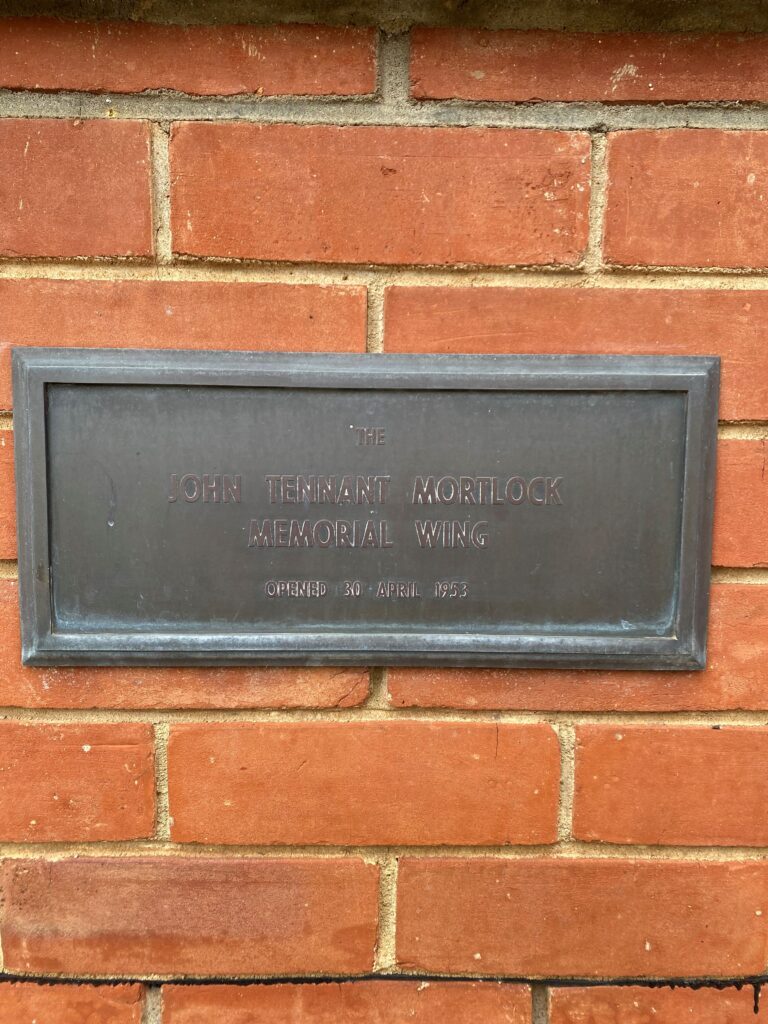 THE
JOHN TENNANT MORTLOCK
MEMORIAL WING
OPENED 30 APRIL 1953